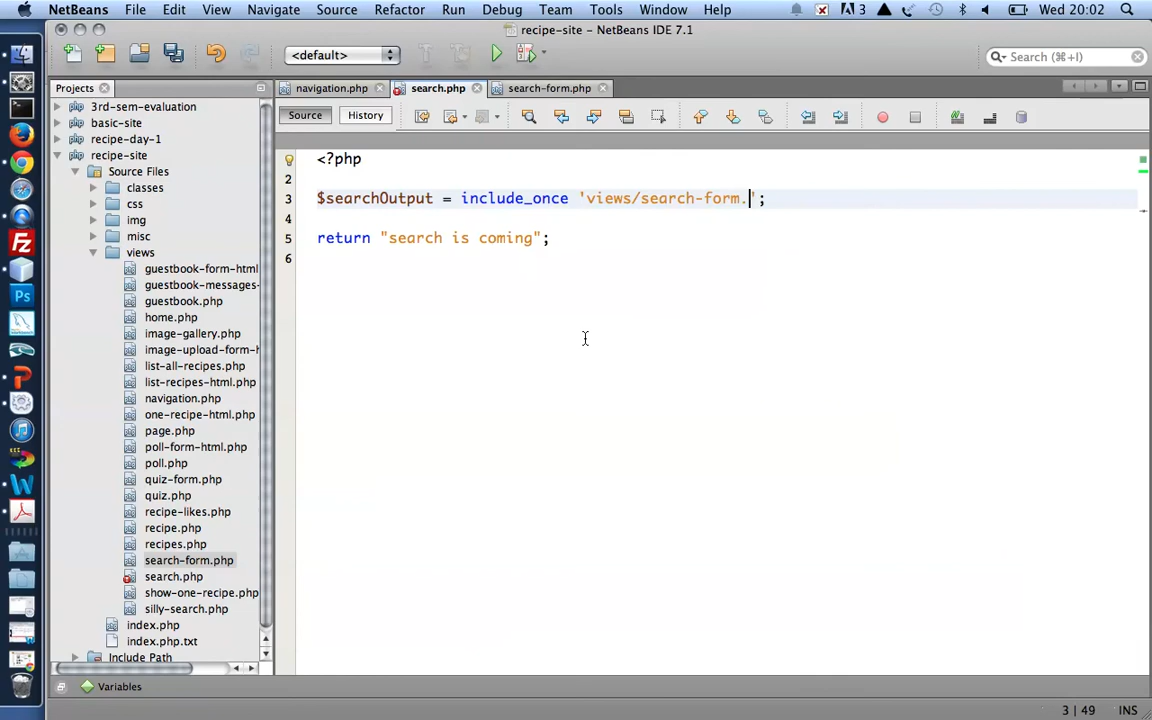 NetBeans File Edit View Navigate Source Refactor Run Debug Team Tools Window Help 3 Wed 20:02
recipe-site – NetBeans IDE 7.1
<default>
Search (⌘+I)
Projects
navigation.php search.php search-form.php
Source History
3rd-sem-evaluation
basic-site
recipe-day-1
recipe-site
Source Files
classes
css
img
misc
views
guestbook-form-html
guestbook-messages-
guestbook.php
home.php
image-gallery.php
image-upload-form-h
list-all-recipes.php
list-recipes-html.php
navigation.php
one-recipe-html.php
page.php
poll-form-html.php
poll.php
quiz-form.php
quiz.php
recipe-likes.php
recipe.php
recipes.php
search-form.php
search.php
show-one-recipe.php
silly-search.php
index.php
index.php.txt
Include Path
1 <?php
2
3 $searchOutput = include_once 'views/search-form.';
4
5 return "search is coming";
6
Variables
3 | 49 INS